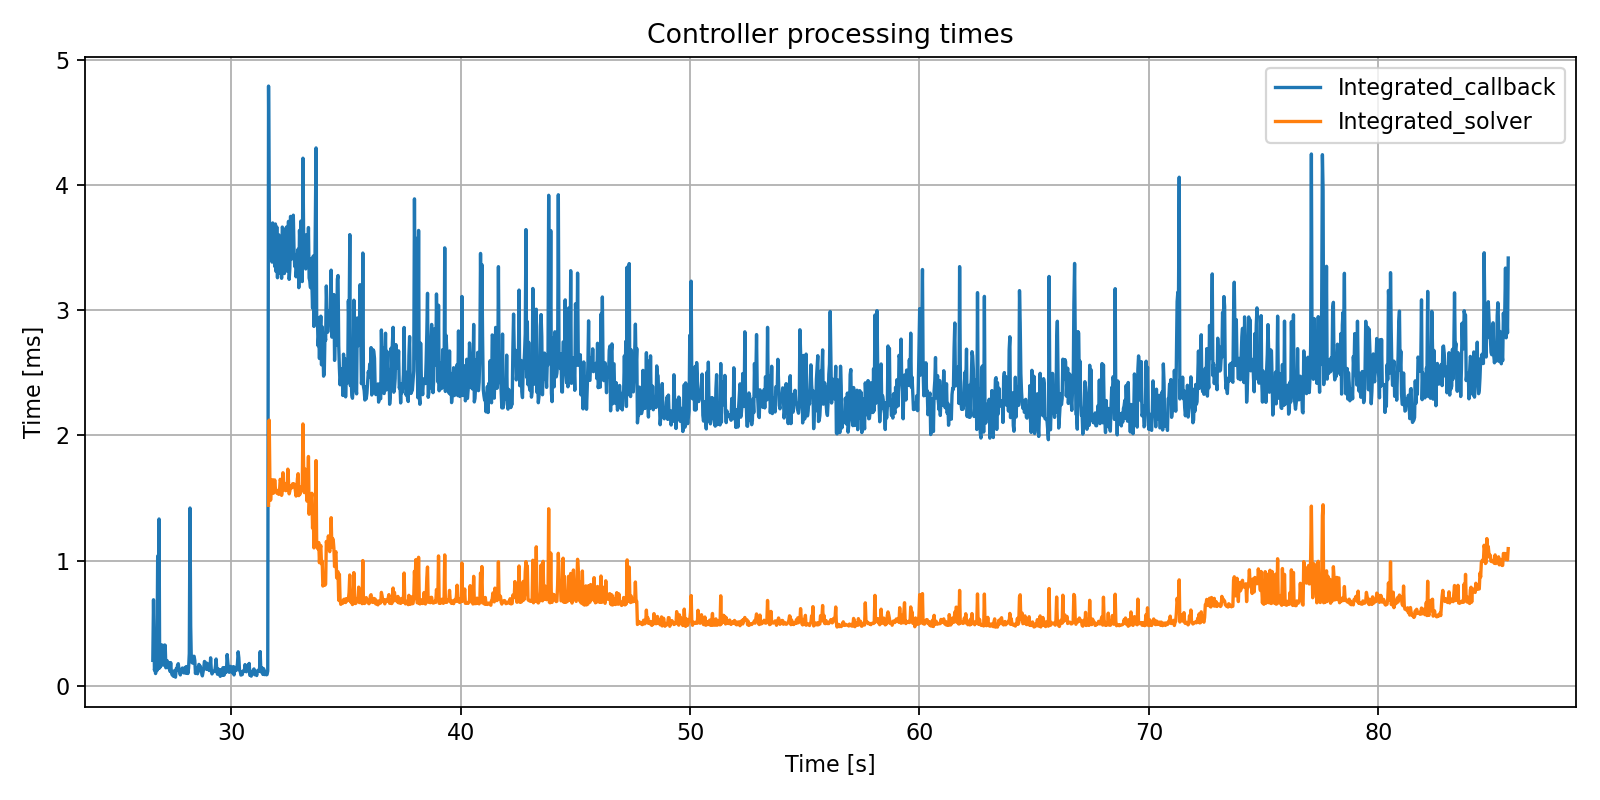 Controller processing times
Integrated_callback
Integrated_solver
Time [ms]
5
4
3
2
1
0
30
40
50
60
70
80
Time [s]